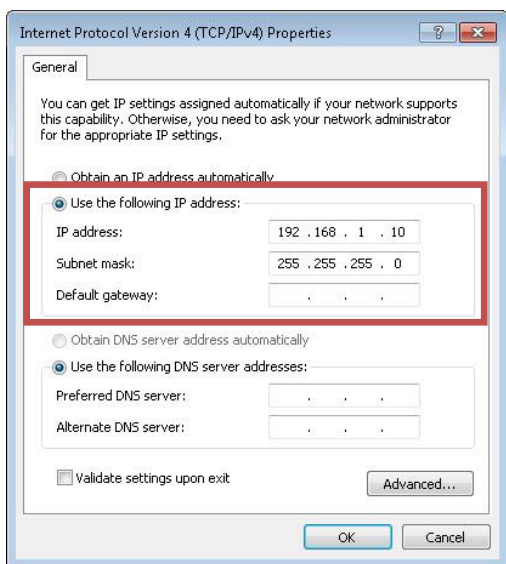 Internet Protocol Version 4 (TCP/IPv4) Properties
General
You can get IP settings assigned automatically if your network supports
this capability. Otherwise, you need to ask your network administrator
for the appropriate IP settings.
Obtain an IP address automatically
Use the following IP address:
IP address: 192 . 168 . 1 . 10
Subnet mask: 255 . 255 . 255 . 0
Default gateway: . . .
Obtain DNS server address automatically
Use the following DNS server addresses:
Preferred DNS server: . . .
Alternate DNS server: . . .
Validate settings upon exit
Advanced...
OK Cancel